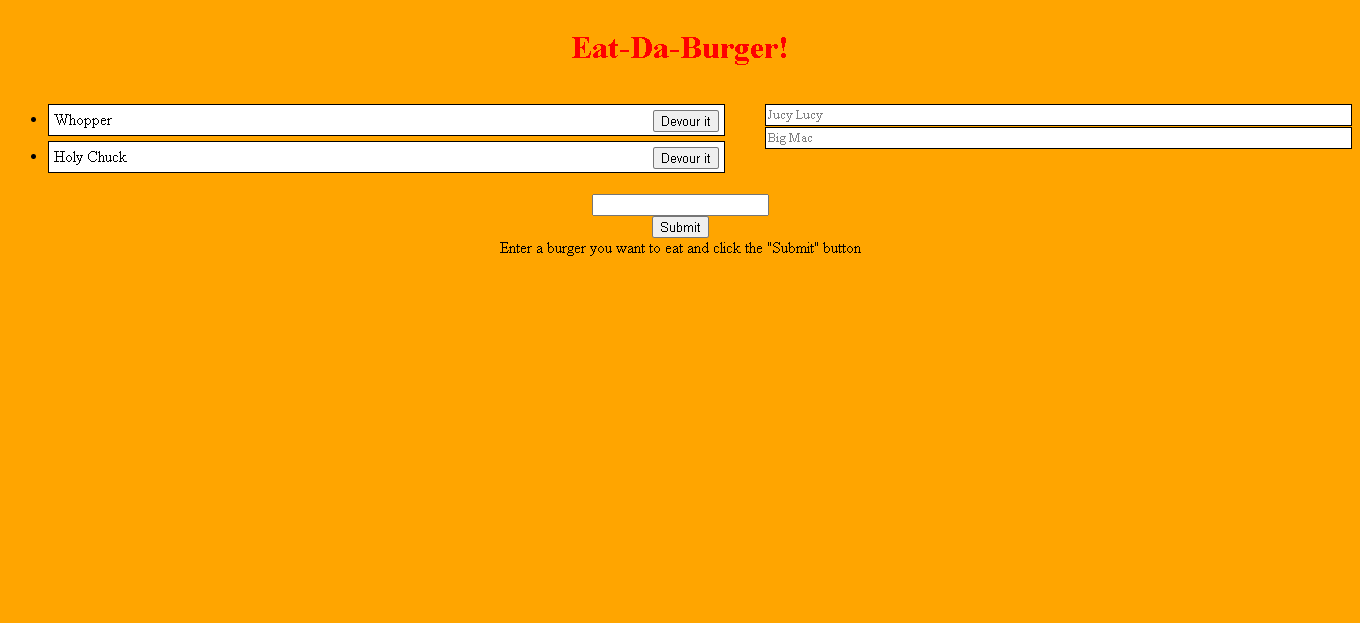 Eat-Da-Burger!
Whopper
Devour it
Holy Chuck
Devour it
Jucy Lucy
Big Mac
Submit
Enter a burger you want to eat and click the "Submit" button